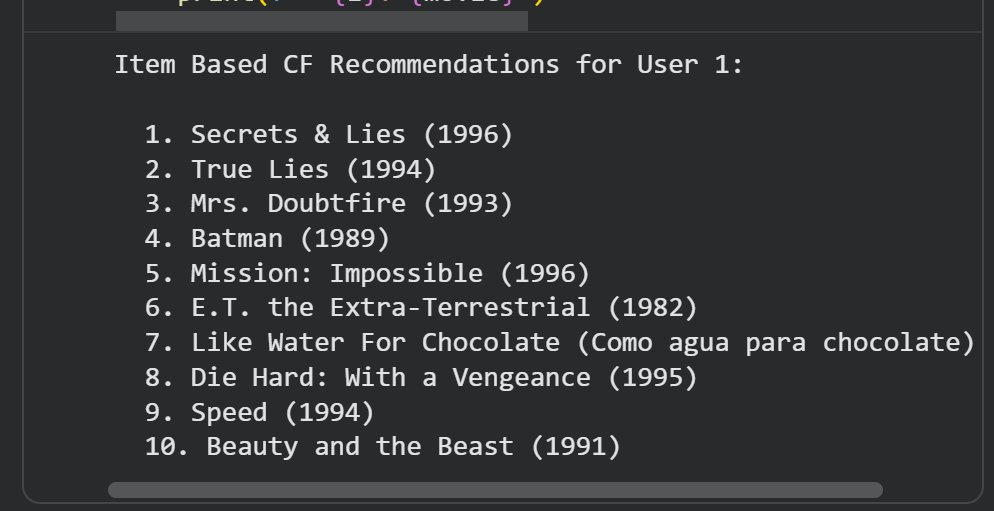 Item Based CF Recommendations for User 1:
1. Secrets & Lies (1996)
2. True Lies (1994)
3. Mrs. Doubtfire (1993)
4. Batman (1989)
5. Mission: Impossible (1996)
6. E.T. the Extra-Terrestrial (1982)
7. Like Water For Chocolate (Como agua para chocolate)
8. Die Hard: With a Vengeance (1995)
9. Speed (1994)
10. Beauty and the Beast (1991)